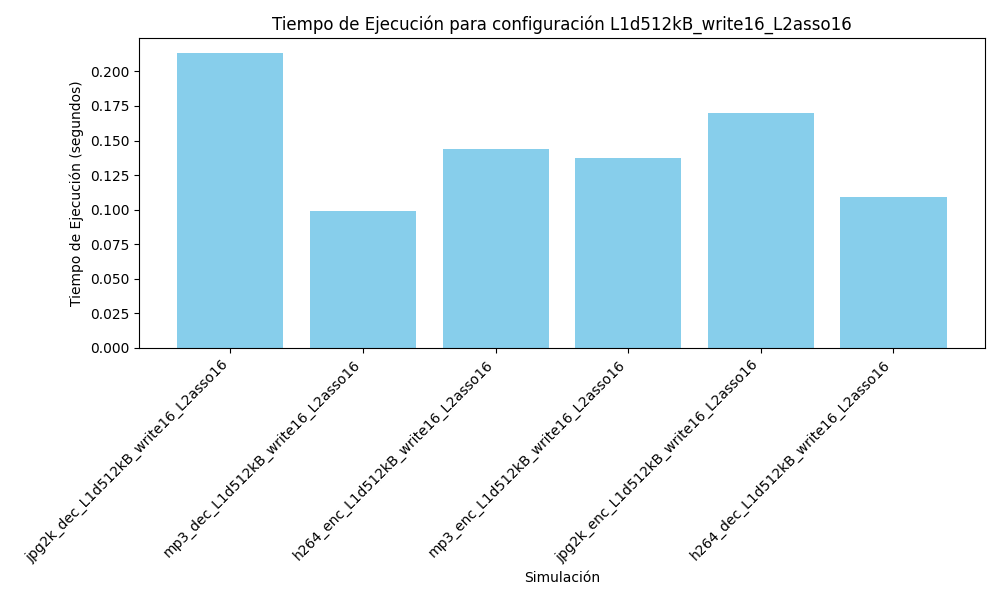 Tiempo de Ejecución para configuración L1d512kB_write16_L2asso16
Tiempo de Ejecución (segundos)
0.200
0.175
0.150
0.125
0.100
0.075
0.050
0.025
0.000
jpg2k_dec_L1d512kB_write16_L2asso16
mp3_dec_L1d512kB_write16_L2asso16
h264_enc_L1d512kB_write16_L2asso16
mp3_enc_L1d512kB_write16_L2asso16
jpg2k_enc_L1d512kB_write16_L2asso16
h264_dec_L1d512kB_write16_L2asso16
Simulación